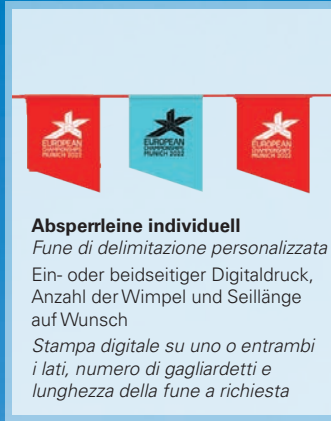 EUROPEAN
CHAMPIONSHIPS
MUNICH 2022
EUROPEAN
CHAMPIONSHIPS
MUNICH 2022
EUROPEAN
CHAMPIONSHIPS
MUNICH 2022
Absperrleine individuell
Fune di delimitazione personalizzata
Ein- oder beidseitiger Digitaldruck,
Anzahl der Wimpel und Seillänge
auf Wunsch
Stampa digitale su uno o entrambi
i lati, numero di gagliardetti e
lunghezza della fune a richiesta